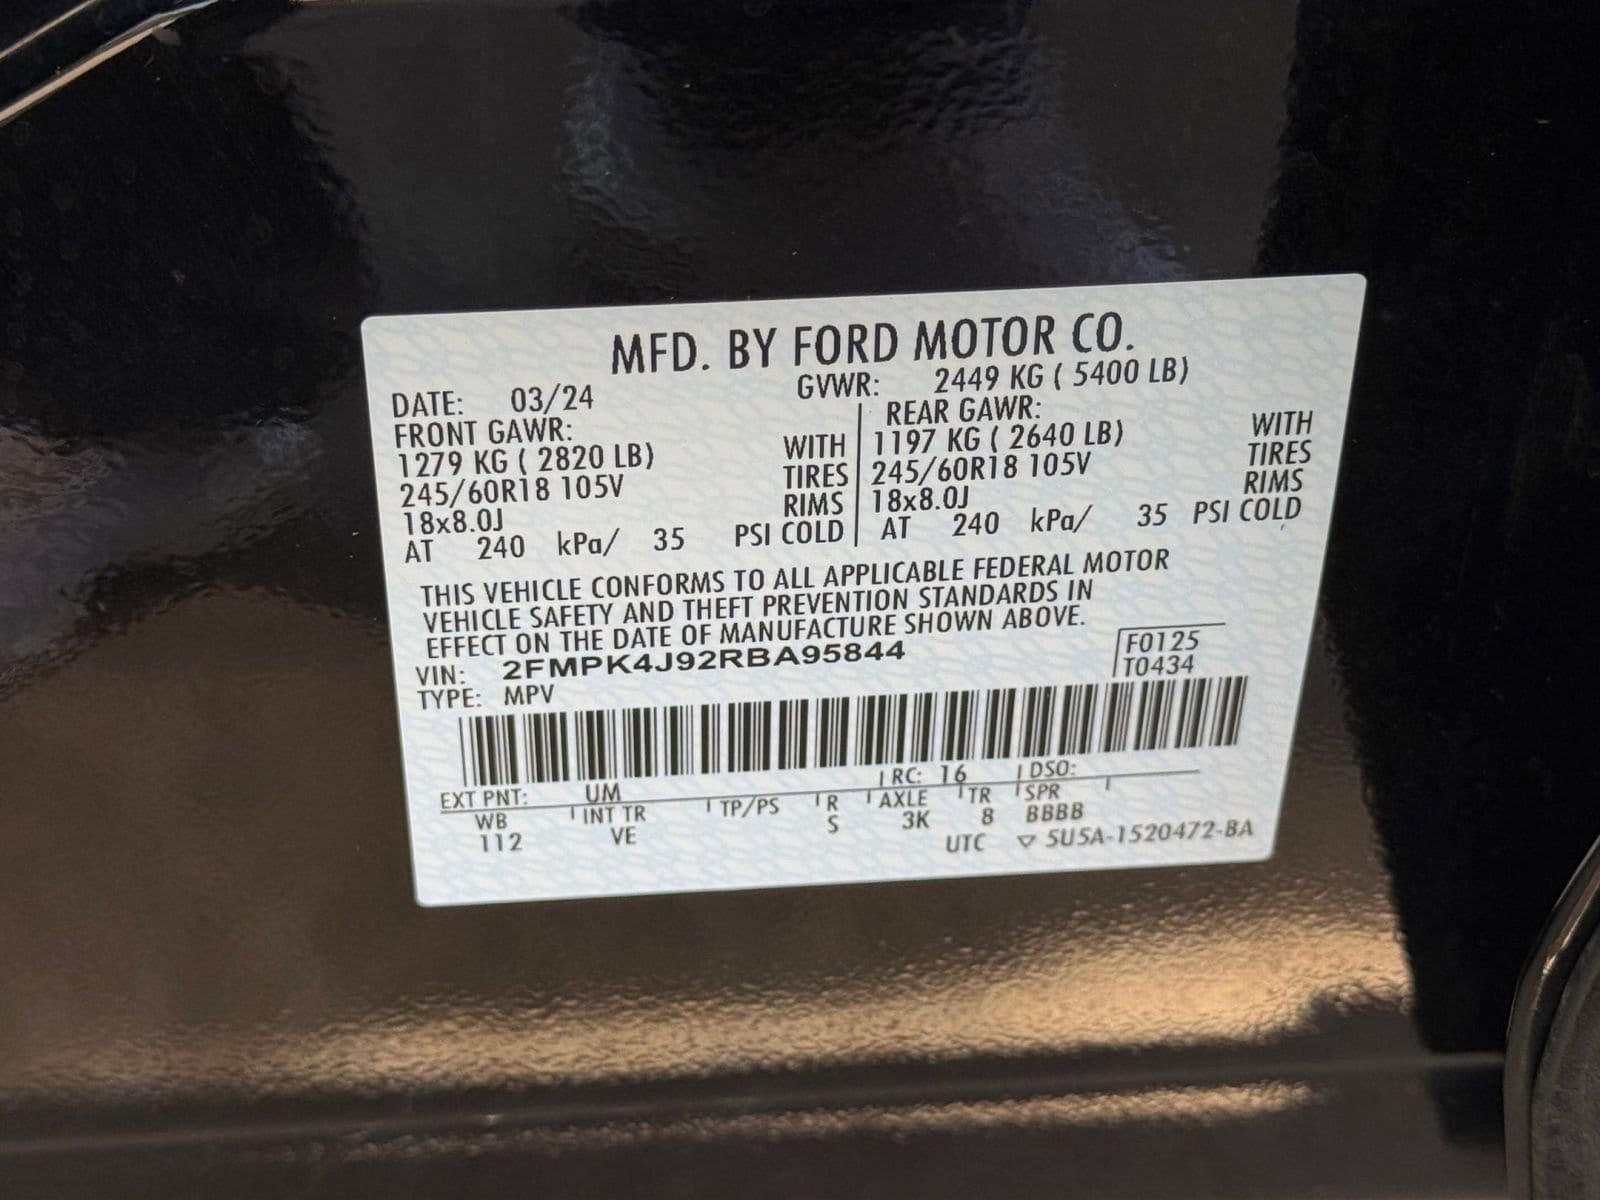 MFD. BY FORD MOTOR CO.
DATE: 03/24 GVWR: 2449 KG ( 5400 LB)
FRONT GAWR: REAR GAWR:
1279 KG ( 2820 LB) WITH 1197 KG ( 2640 LB) WITH
245/60R18 105V TIRES 245/60R18 105V TIRES
18x8.0J RIMS 18x8.0J RIMS
AT 240 kPa/ 35 PSI COLD AT 240 kPa/ 35 PSI COLD
THIS VEHICLE CONFORMS TO ALL APPLICABLE FEDERAL MOTOR
VEHICLE SAFETY AND THEFT PREVENTION STANDARDS IN
EFFECT ON THE DATE OF MANUFACTURE SHOWN ABOVE.
VIN: 2FMPK4J92RBA95844 F0125
TYPE: MPV T0434
EXT PNT: UM RC: 16 DSO:
WB INT TR TP/PS R AXLE TR SPR
112 VE S 3K 8 BBBB
UTC ▽ SU5A-1520472-BA